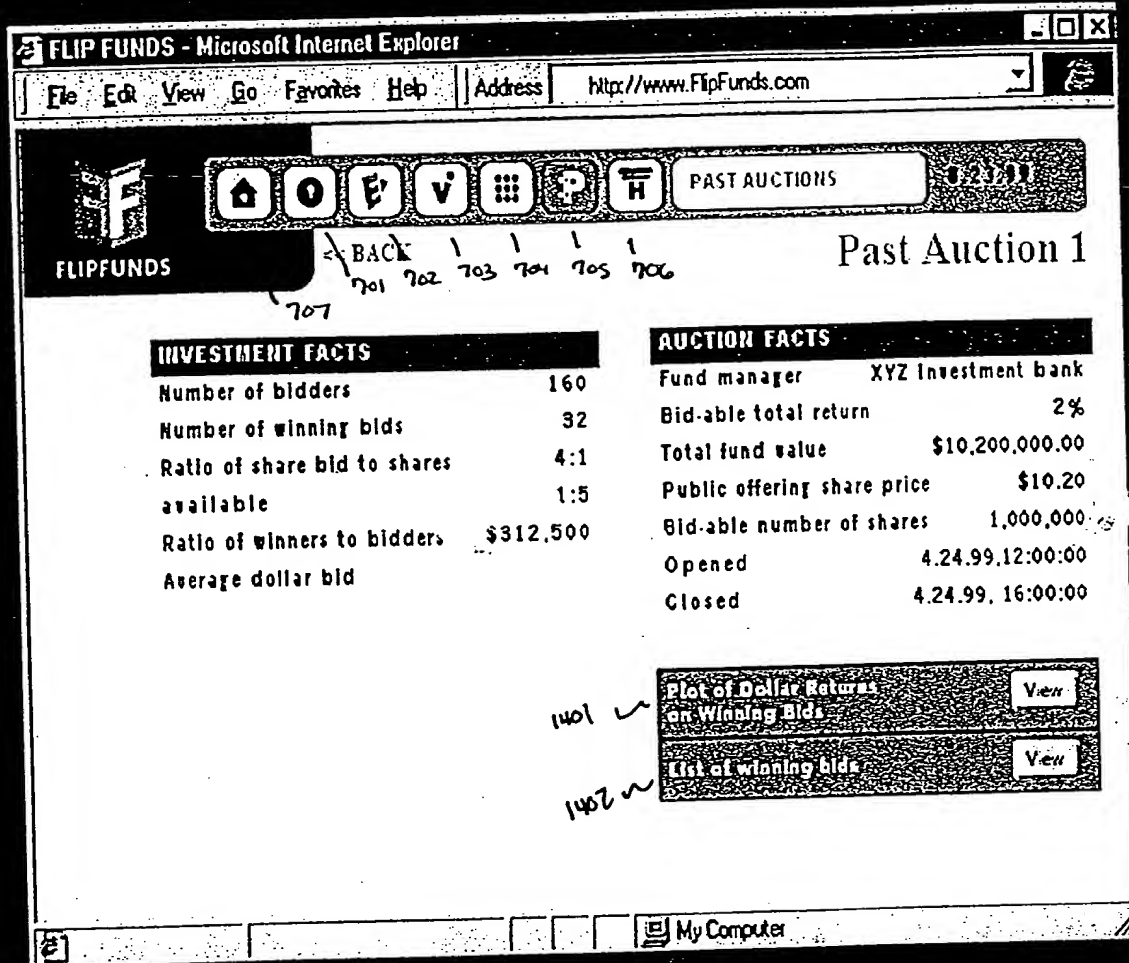 FLIP FUNDS - Microsoft Internet Explorer
File Edit View Go Favorites Help Address http://www.FlipFunds.com
F
O E V P H PAST AUCTIONS
FLIPFUNDS
<< BACK
Past Auction 1
701 702 703 704 705 706
707
INVESTMENT FACTS
Number of bidders 160
Number of winning bids 32
Ratio of share bid to shares 4:1
available 1:5
Ratio of winners to bidders $312,500
Average dollar bid
AUCTION FACTS
Fund manager XYZ Investment bank
Bid-able total return 2%
Total fund value $10,200,000.00
Public offering share price $10.20
Bid-able number of shares 1,000,000
Opened 4.24.99,12:00:00
Closed 4.24.99, 16:00:00
1401
Plot of Dollar Returns
on Winning Bids
View
1402
List of winning bids
View
My Computer